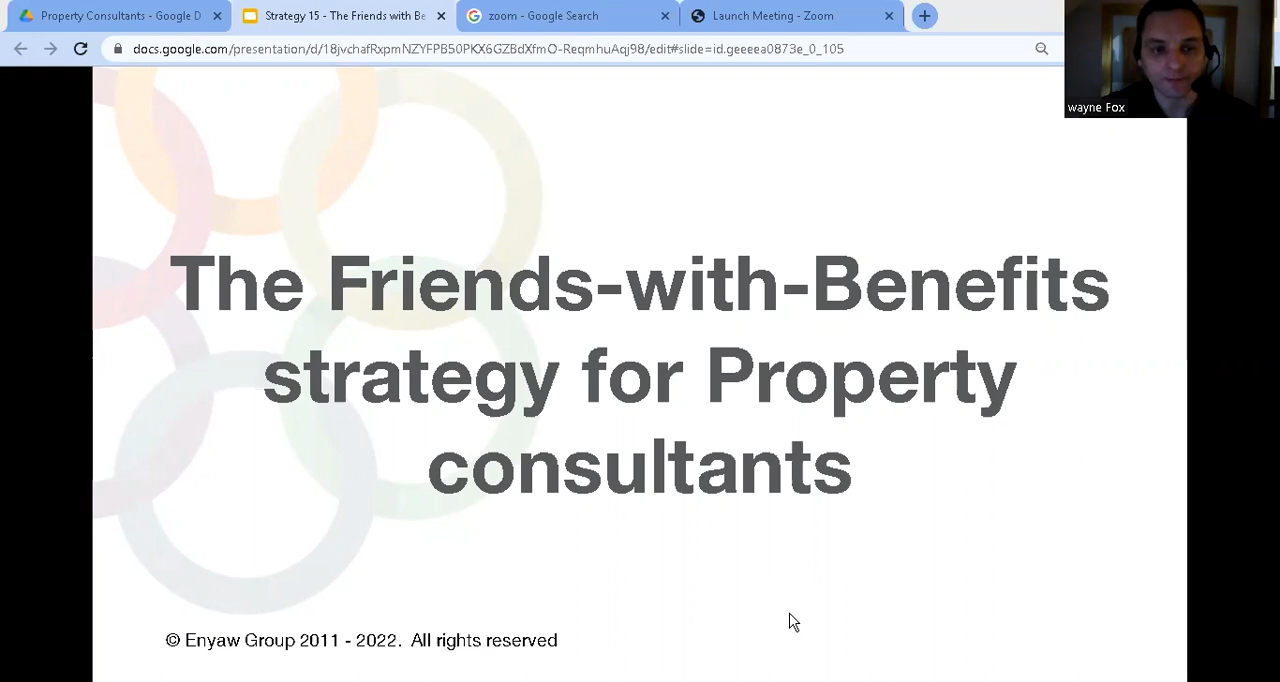 Property Consultants - Google D
Strategy 15 - The Friends with Be
zoom - Google Search
Launch Meeting - Zoom
docs.google.com/presentation/d/18jvchafRxpmNZYFPB50PKX6GZBdXfmO-ReqmhuAqj98/edit#slide=id.geeeea0873e_0_105
wayne Fox
The Friends-with-Benefits
strategy for Property
consultants
© Enyaw Group 2011 - 2022. All rights reserved